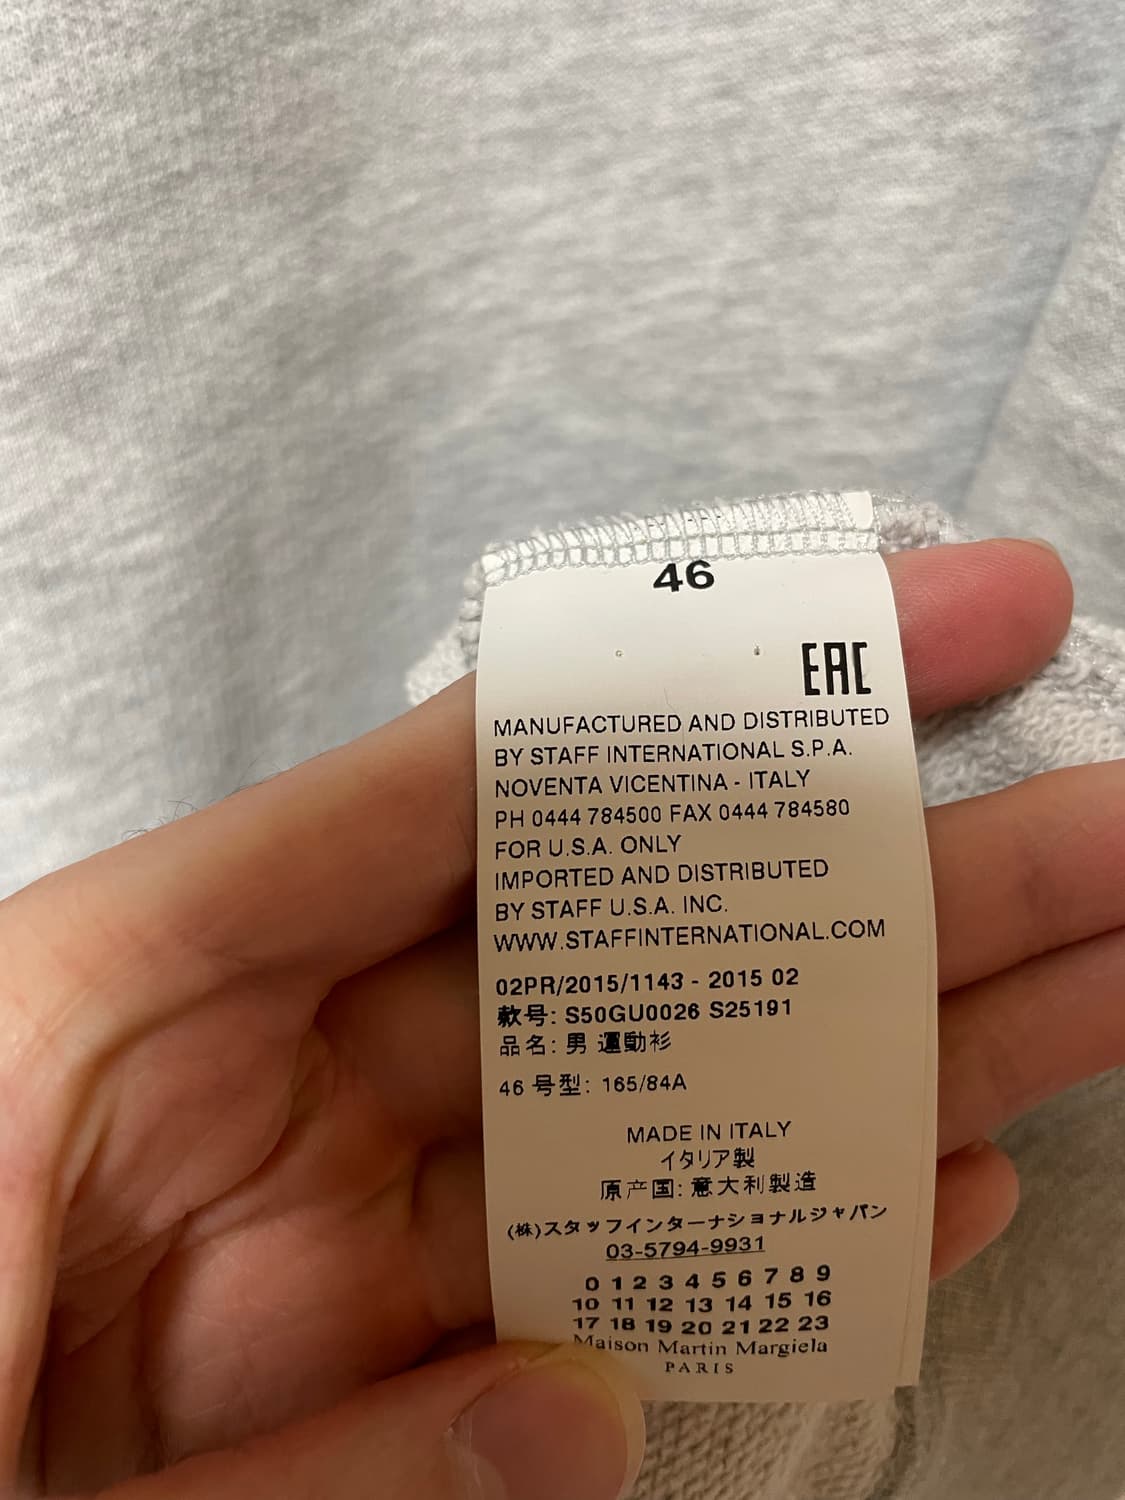 46
EAC
MANUFACTURED AND DISTRIBUTED
BY STAFF INTERNATIONAL S.P.A.
NOVENTA VICENTINA - ITALY
PH 0444 784500 FAX 0444 784580
FOR U.S.A. ONLY
IMPORTED AND DISTRIBUTED
BY STAFF U.S.A. INC.
WWW.STAFFINTERNATIONAL.COM
02PR/2015/1143 - 2015 02
款号: S50GU0026 S25191
品名: 男 運動衫
46 号型: 165/84A
MADE IN ITALY
イタリア製
原产国: 意大利製造
(株)スタッフインターナショナルジャパン
03-5794-9931
0 1 2 3 4 5 6 7 8 9
10 11 12 13 14 15 16
17 18 19 20 21 22 23
Maison Martin Margiela
PARIS